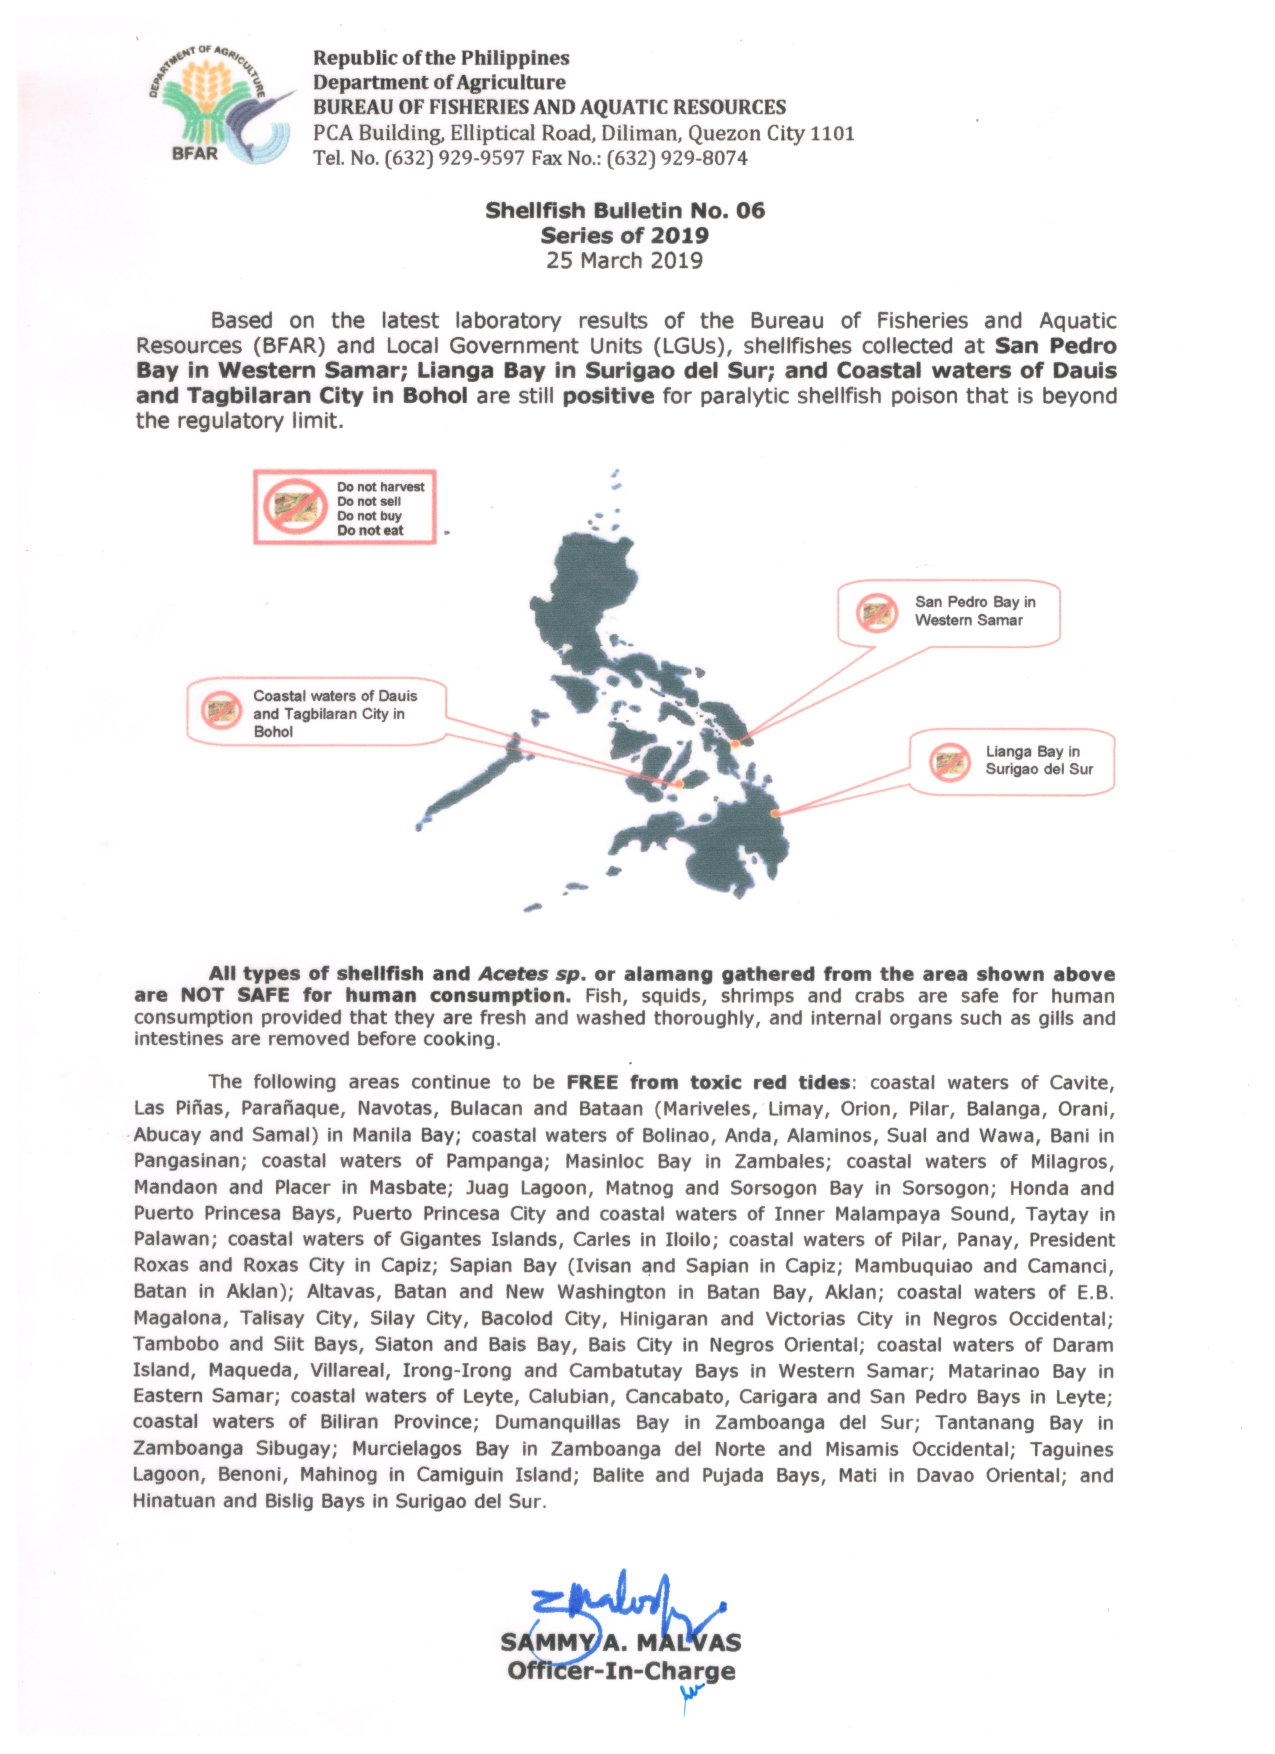 DEPARTMENT OF AGRICULTURE
BFAR
Republic of the Philippines
Department of Agriculture
BUREAU OF FISHERIES AND AQUATIC RESOURCES
PCA Building, Elliptical Road, Diliman, Quezon City 1101
Tel. No. (632) 929-9597 Fax No.: (632) 929-8074
Shellfish Bulletin No. 06
Series of 2019
25 March 2019
Based on the latest laboratory results of the Bureau of Fisheries and Aquatic
Resources (BFAR) and Local Government Units (LGUs), shellfishes collected at San Pedro
Bay in Western Samar; Lianga Bay in Surigao del Sur; and Coastal waters of Dauis
and Tagbilaran City in Bohol are still positive for paralytic shellfish poison that is beyond
the regulatory limit.
Do not harvest
Do not sell
Do not buy
Do not eat
San Pedro Bay in
Western Samar
Coastal waters of Dauis
and Tagbilaran City in
Bohol
Lianga Bay in
Surigao del Sur
All types of shellfish and Acetes sp. or alamang gathered from the area shown above
are NOT SAFE for human consumption. Fish, squids, shrimps and crabs are safe for human
consumption provided that they are fresh and washed thoroughly, and internal organs such as gills and
intestines are removed before cooking.
The following areas continue to be FREE from toxic red tides: coastal waters of Cavite,
Las Piñas, Parañaque, Navotas, Bulacan and Bataan (Mariveles, Limay, Orion, Pilar, Balanga, Orani,
Abucay and Samal) in Manila Bay; coastal waters of Bolinao, Anda, Alaminos, Sual and Wawa, Bani in
Pangasinan; coastal waters of Pampanga; Masinloc Bay in Zambales; coastal waters of Milagros,
Mandaon and Placer in Masbate; Juag Lagoon, Matnog and Sorsogon Bay in Sorsogon; Honda and
Puerto Princesa Bays, Puerto Princesa City and coastal waters of Inner Malampaya Sound, Taytay in
Palawan; coastal waters of Gigantes Islands, Carles in Iloilo; coastal waters of Pilar, Panay, President
Roxas and Roxas City in Capiz; Sapian Bay (Ivisan and Sapian in Capiz; Mambuquiao and Camanci,
Batan in Aklan); Altavas, Batan and New Washington in Batan Bay, Aklan; coastal waters of E.B.
Magalona, Talisay City, Silay City, Bacolod City, Hinigaran and Victorias City in Negros Occidental;
Tambobo and Siit Bays, Siaton and Bais Bay, Bais City in Negros Oriental; coastal waters of Daram
Island, Maqueda, Villareal, Irong-Irong and Cambatutay Bays in Western Samar; Matarinao Bay in
Eastern Samar; coastal waters of Leyte, Calubian, Cancabato, Carigara and San Pedro Bays in Leyte;
coastal waters of Biliran Province; Dumanquillas Bay in Zamboanga del Sur; Tantanang Bay in
Zamboanga Sibugay; Murcielagos Bay in Zamboanga del Norte and Misamis Occidental; Taguines
Lagoon, Benoni, Mahinog in Camiguin Island; Balite and Pujada Bays, Mati in Davao Oriental; and
Hinatuan and Bislig Bays in Surigao del Sur.
SAMMY A. MALVAS
Officer-In-Charge